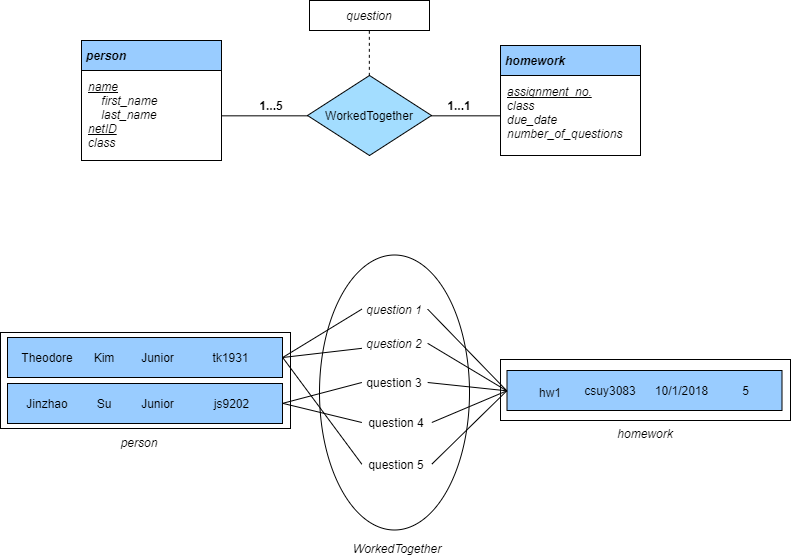 question
person
name
first_name
last_name
netID
class
1...5
WorkedTogether
1...1
homework
assignment_no.
class
due_date
number_of_questions
question 1
question 2
question 3
question 4
question 5
Theodore Kim Junior tk1931
Jinzhao Su Junior js9202
person
hw1 csuy3083 10/1/2018 5
homework
WorkedTogether